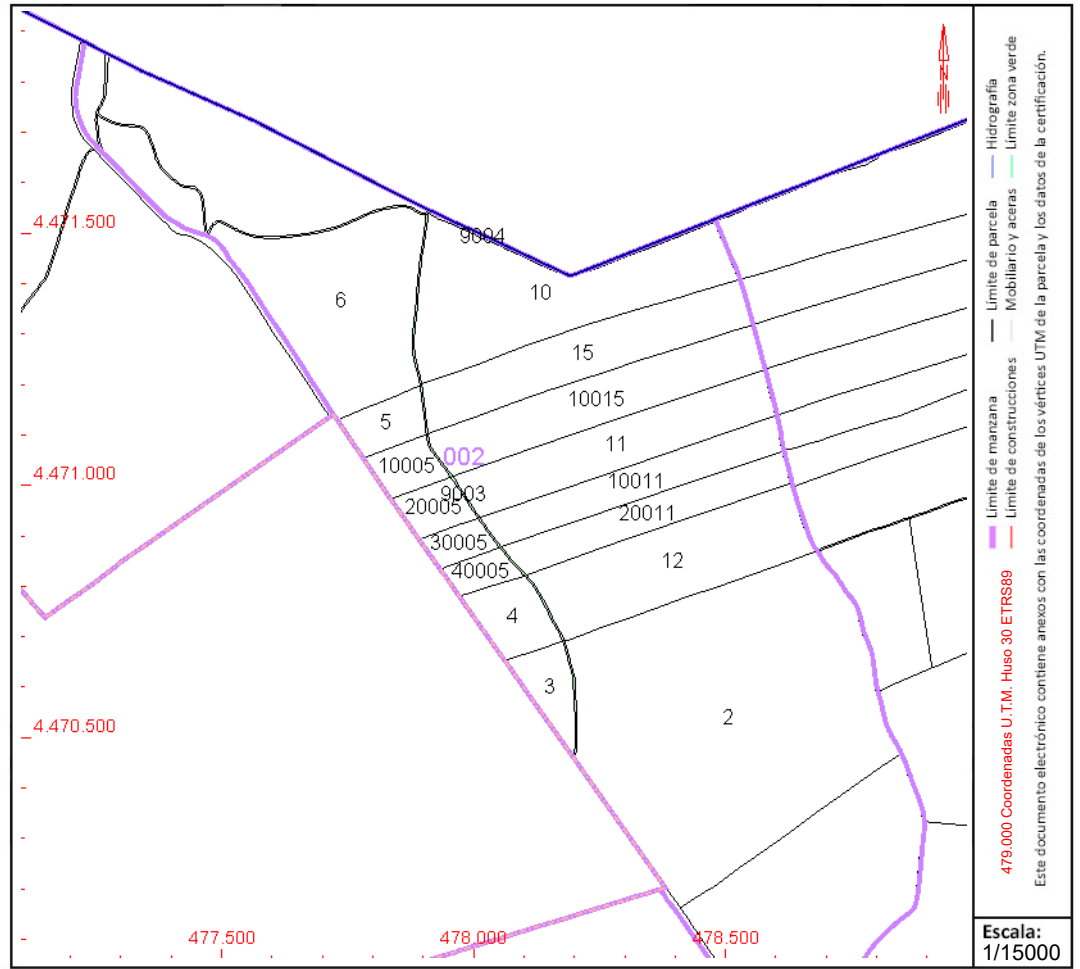 4.471.500
9004
6
10
15
10015
5
11
002
10005
10011
9003
20005
20011
30005
12
40005
4
3
4.471.000
4.470.500
2
477.500
478.000
478.500
N
Límite de manzana
Límite de parcela
Hidrografía
Límite de construcciones
Mobiliario y aceras
Límite zona verde
479.000 Coordenadas U.T.M. Huso 30 ETRS89
Este documento electrónico contiene anexos con las coordenadas de los vértices UTM de la parcela y los datos de la certificación.
Escala:
1/15000